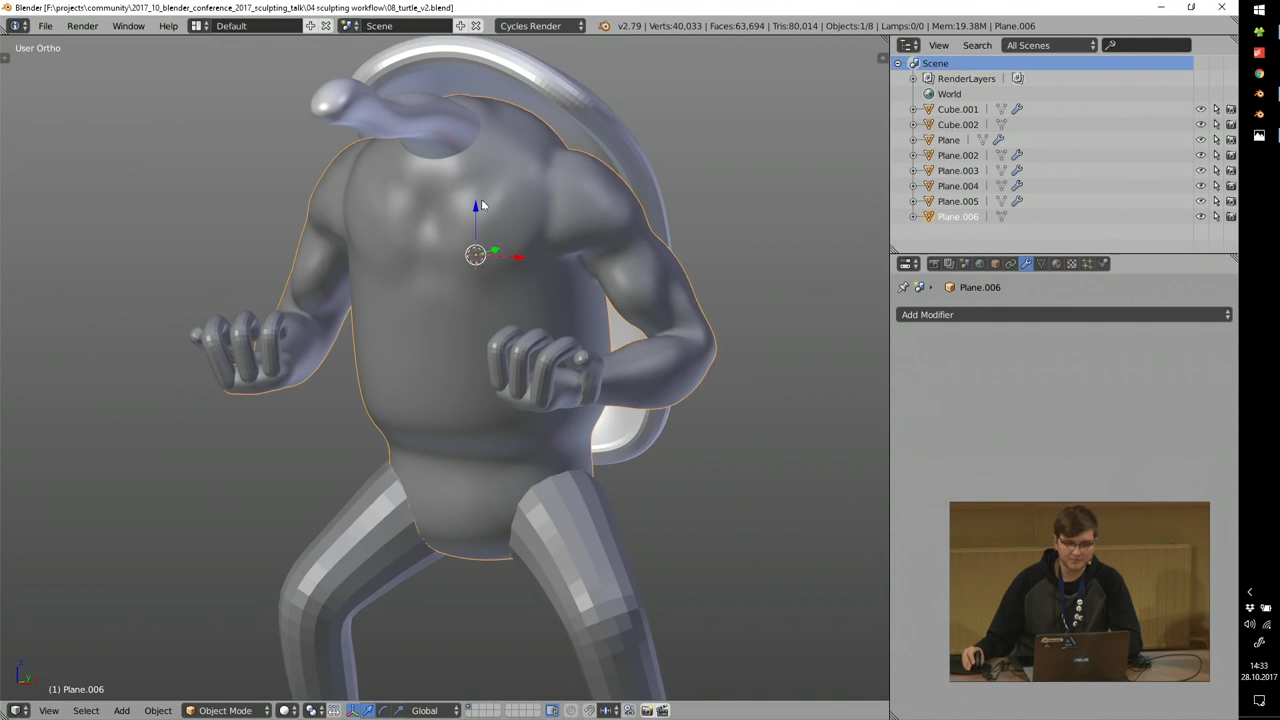 Blender [F:\projects\community\2017_10_blender_conference_2017_sculpting_talk\04 sculpting workflow\08_turtle_v2.blend]
File Render Window Help Default Scene Cycles Render v2.79 | Verts:40,033 | Faces:63,694 | Tris:80,014 | Objects:1/8 | Lamps:0/0 | Mem:19.38M | Plane.006
User Ortho
View Search All Scenes
Scene
RenderLayers
World
Cube.001
Cube.002
Plane
Plane.002
Plane.003
Plane.004
Plane.005
Plane.006
Plane.006
Add Modifier
ASUS
14:33
28.10.2017
(1) Plane.006
View Select Add Object Object Mode Global